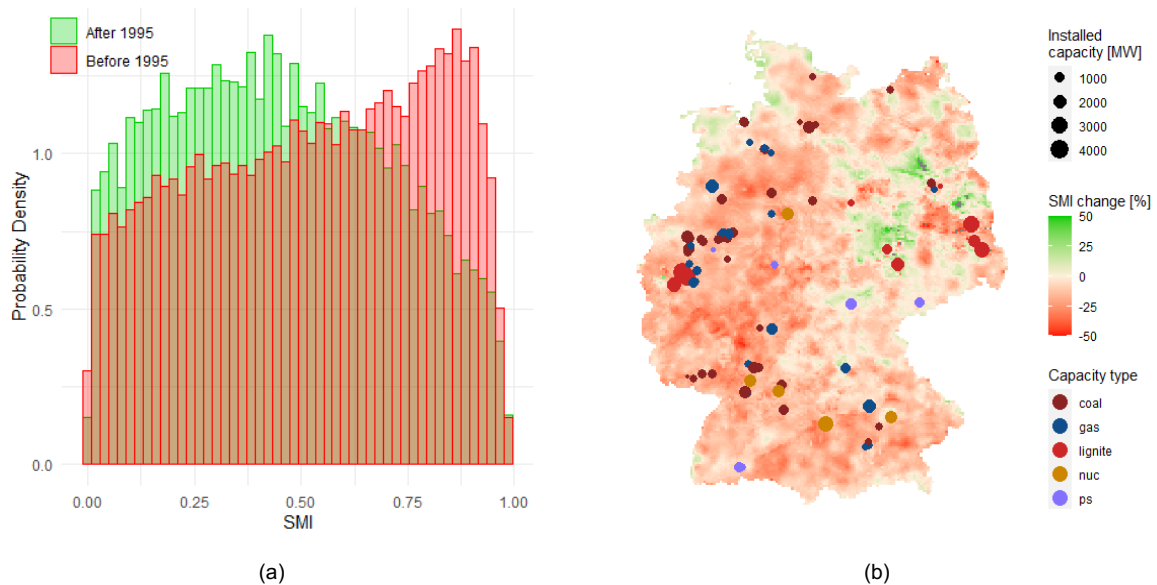 After 1995
Before 1995
Probability Density
1.0
0.5
0.0
0.00
0.25
0.50
0.75
1.00
SMI
(a)
Installed
capacity [MW]
1000
2000
3000
4000
SMI change [%]
50
25
0
-25
-50
Capacity type
coal
gas
lignite
nuc
ps
(b)